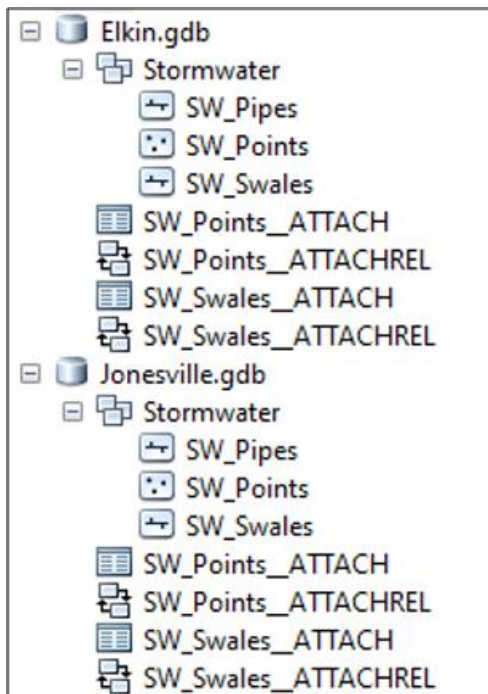 Elkin.gdb
Stormwater
SW_Pipes
SW_Points
SW_Swales
SW_Points__ATTACH
SW_Points__ATTACHREL
SW_Swales__ATTACH
SW_Swales__ATTACHREL
Jonesville.gdb
Stormwater
SW_Pipes
SW_Points
SW_Swales
SW_Points__ATTACH
SW_Points__ATTACHREL
SW_Swales__ATTACH
SW_Swales__ATTACHREL